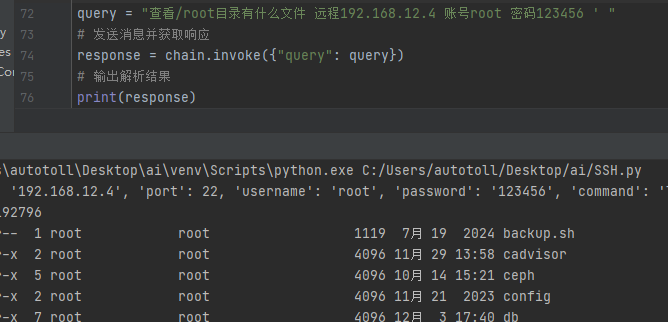 72 query = "查看/root目录有什么文件 远程192.168.12.4 账号root 密码123456 ' "
73 # 发送消息并获取响应
74 response = chain.invoke({"query": query})
75 # 输出解析结果
76 print(response)
s\autotoll\Desktop\ai\venv\Scripts\python.exe C:/Users/autotoll/Desktop/ai/SSH.py
'192.168.12.4', 'port': 22, 'username': 'root', 'password': '123456', 'command': '
192796
-- 1 root root 1119 7月 19 2024 backup.sh
-x 2 root root 4096 11月 29 13:58 cadvisor
-x 5 root root 4096 10月 14 15:21 ceph
-x 2 root root 4096 11月 21 2023 config
-x 7 root root 4096 12月 3 17:40 db